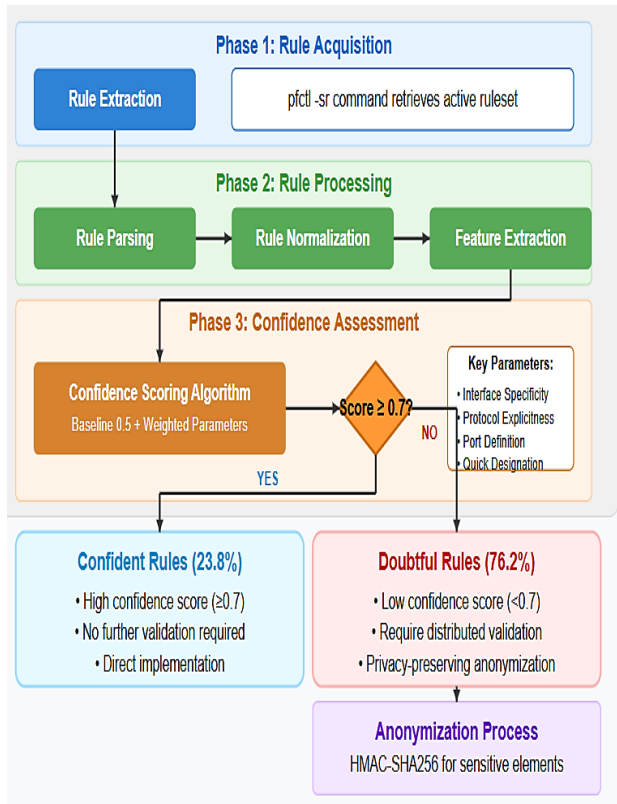 Phase 1: Rule Acquisition
Rule Extraction
pfctl -sr command retrieves active ruleset
Phase 2: Rule Processing
Rule Parsing
Rule Normalization
Feature Extraction
Phase 3: Confidence Assessment
Confidence Scoring Algorithm
Baseline 0.5 + Weighted Parameters
Score ≥ 0.7?
Key Parameters:
• Interface Specificity
• Protocol Explicitness
• Port Definition
• Quick Designation
NO
YES
Confident Rules (23.8%)
• High confidence score (≥0.7)
• No further validation required
• Direct implementation
Doubtful Rules (76.2%)
• Low confidence score (<0.7)
• Require distributed validation
• Privacy-preserving anonymization
Anonymization Process
HMAC-SHA256 for sensitive elements